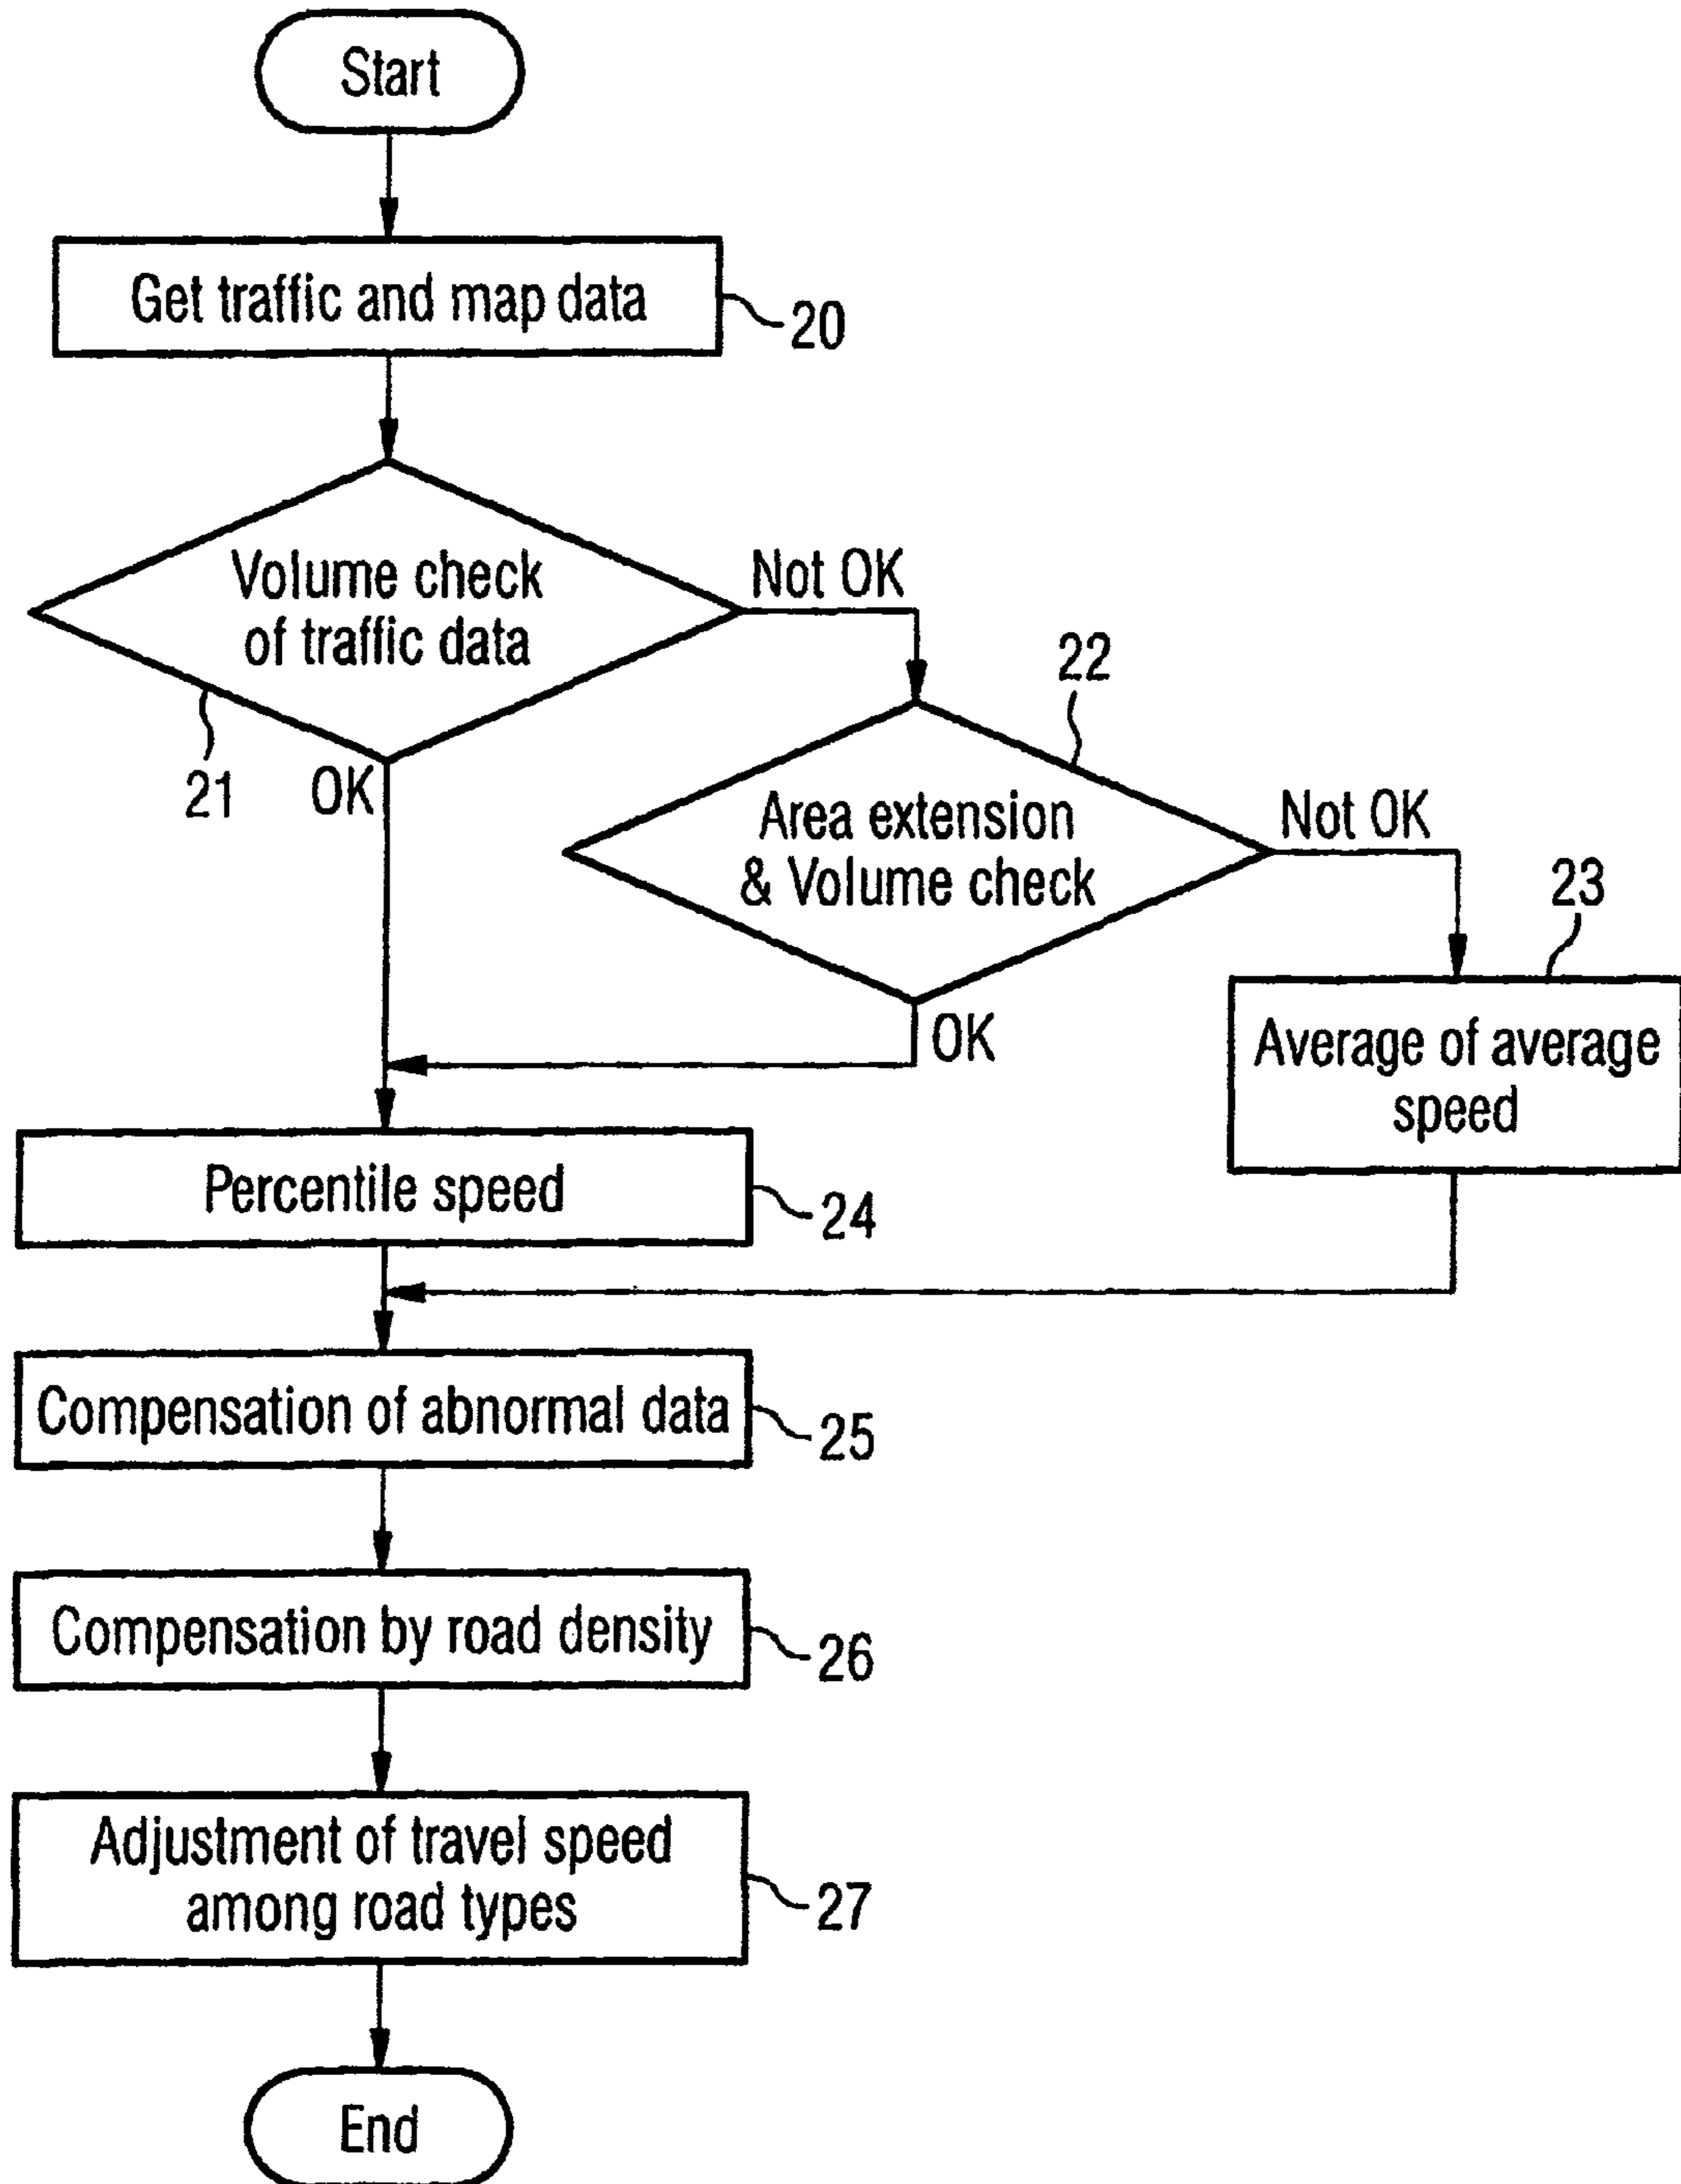 Start
Get traffic and map data
20
Volume check
of traffic data
Not OK
21
OK
22
Area extension
& Volume check
Not OK
OK
23
Average of average
speed
Percentile speed
24
Compensation of abnormal data
25
Compensation by road density
26
Adjustment of travel speed
among road types
27
End